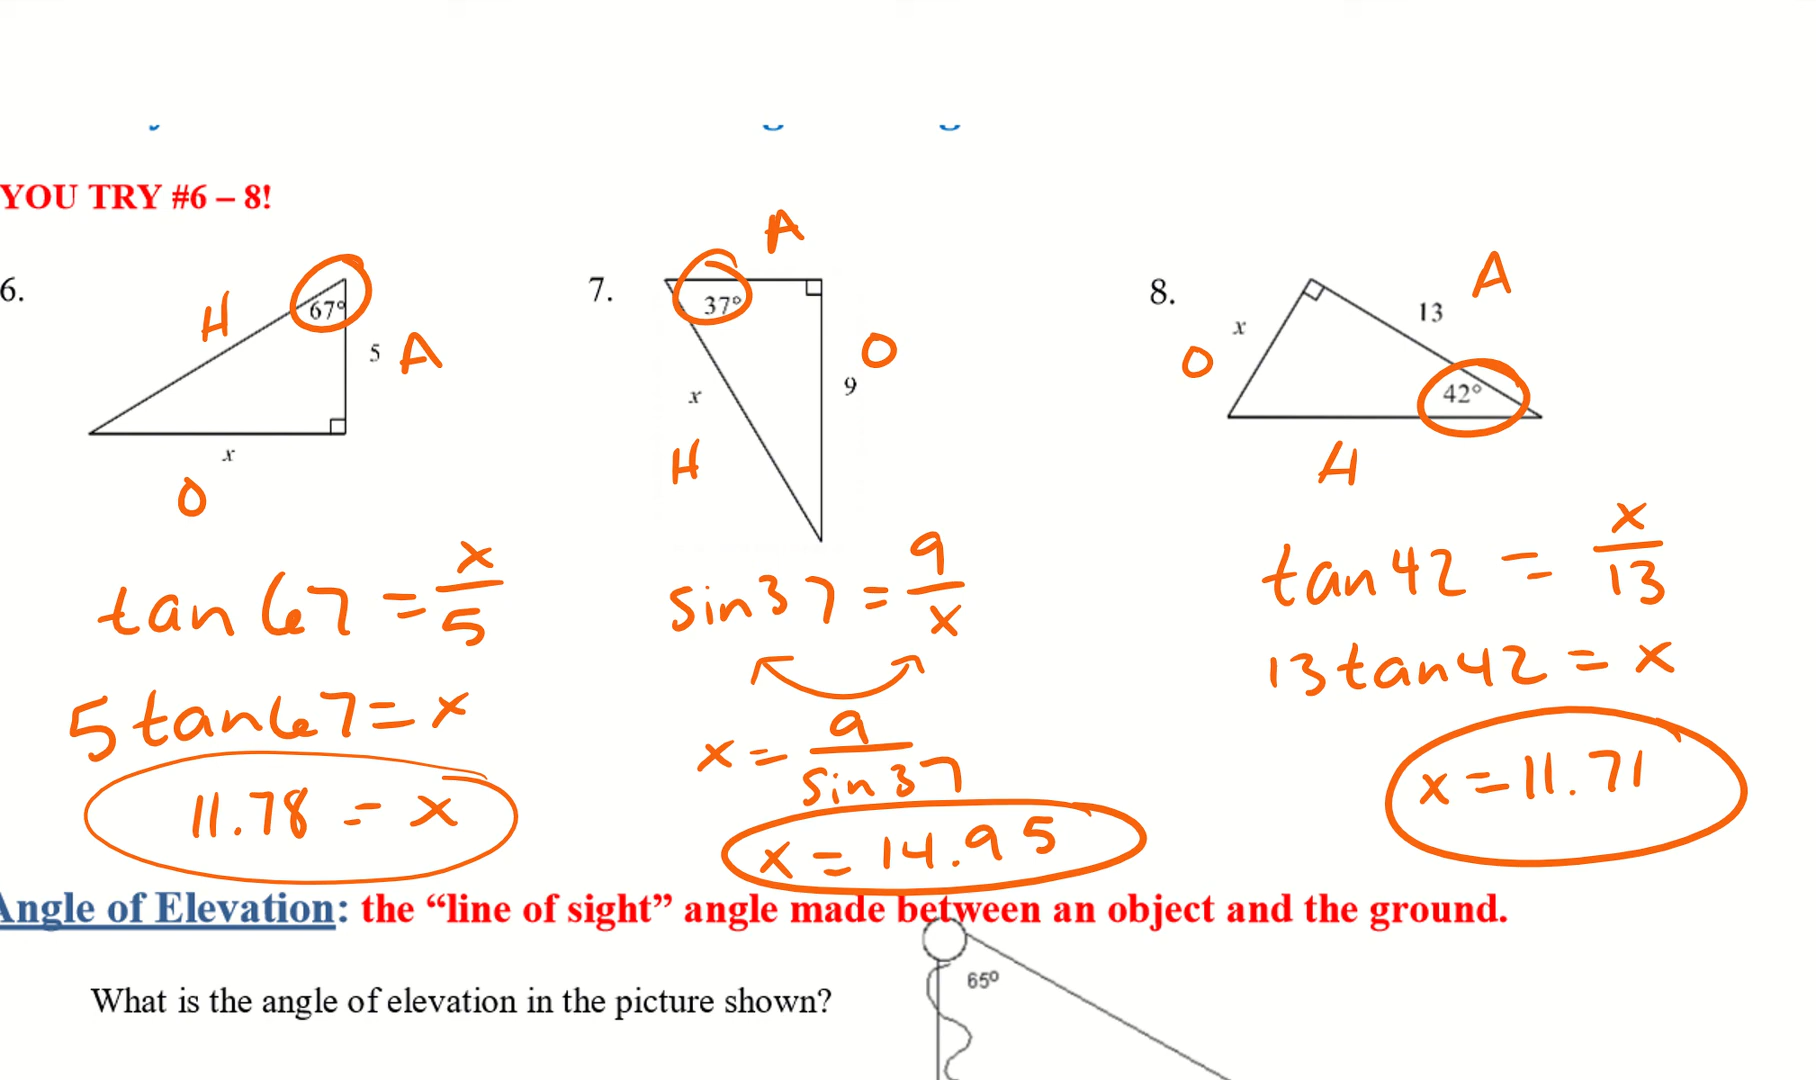 YOU TRY #6 – 8!
6.
H
67°
5
A
x
O
tan 67 = x/5
5 tan 67 = x
11.78 = x
7.
A
37°
O
9
x
H
sin 37 = 9/x
x = 9/sin 37
x = 14.95
8.
A
13
x
O
42°
H
tan 42 = x/13
13 tan 42 = x
x = 11.71
Angle of Elevation: the “line of sight” angle made between an object and the ground.
65°
What is the angle of elevation in the picture shown?